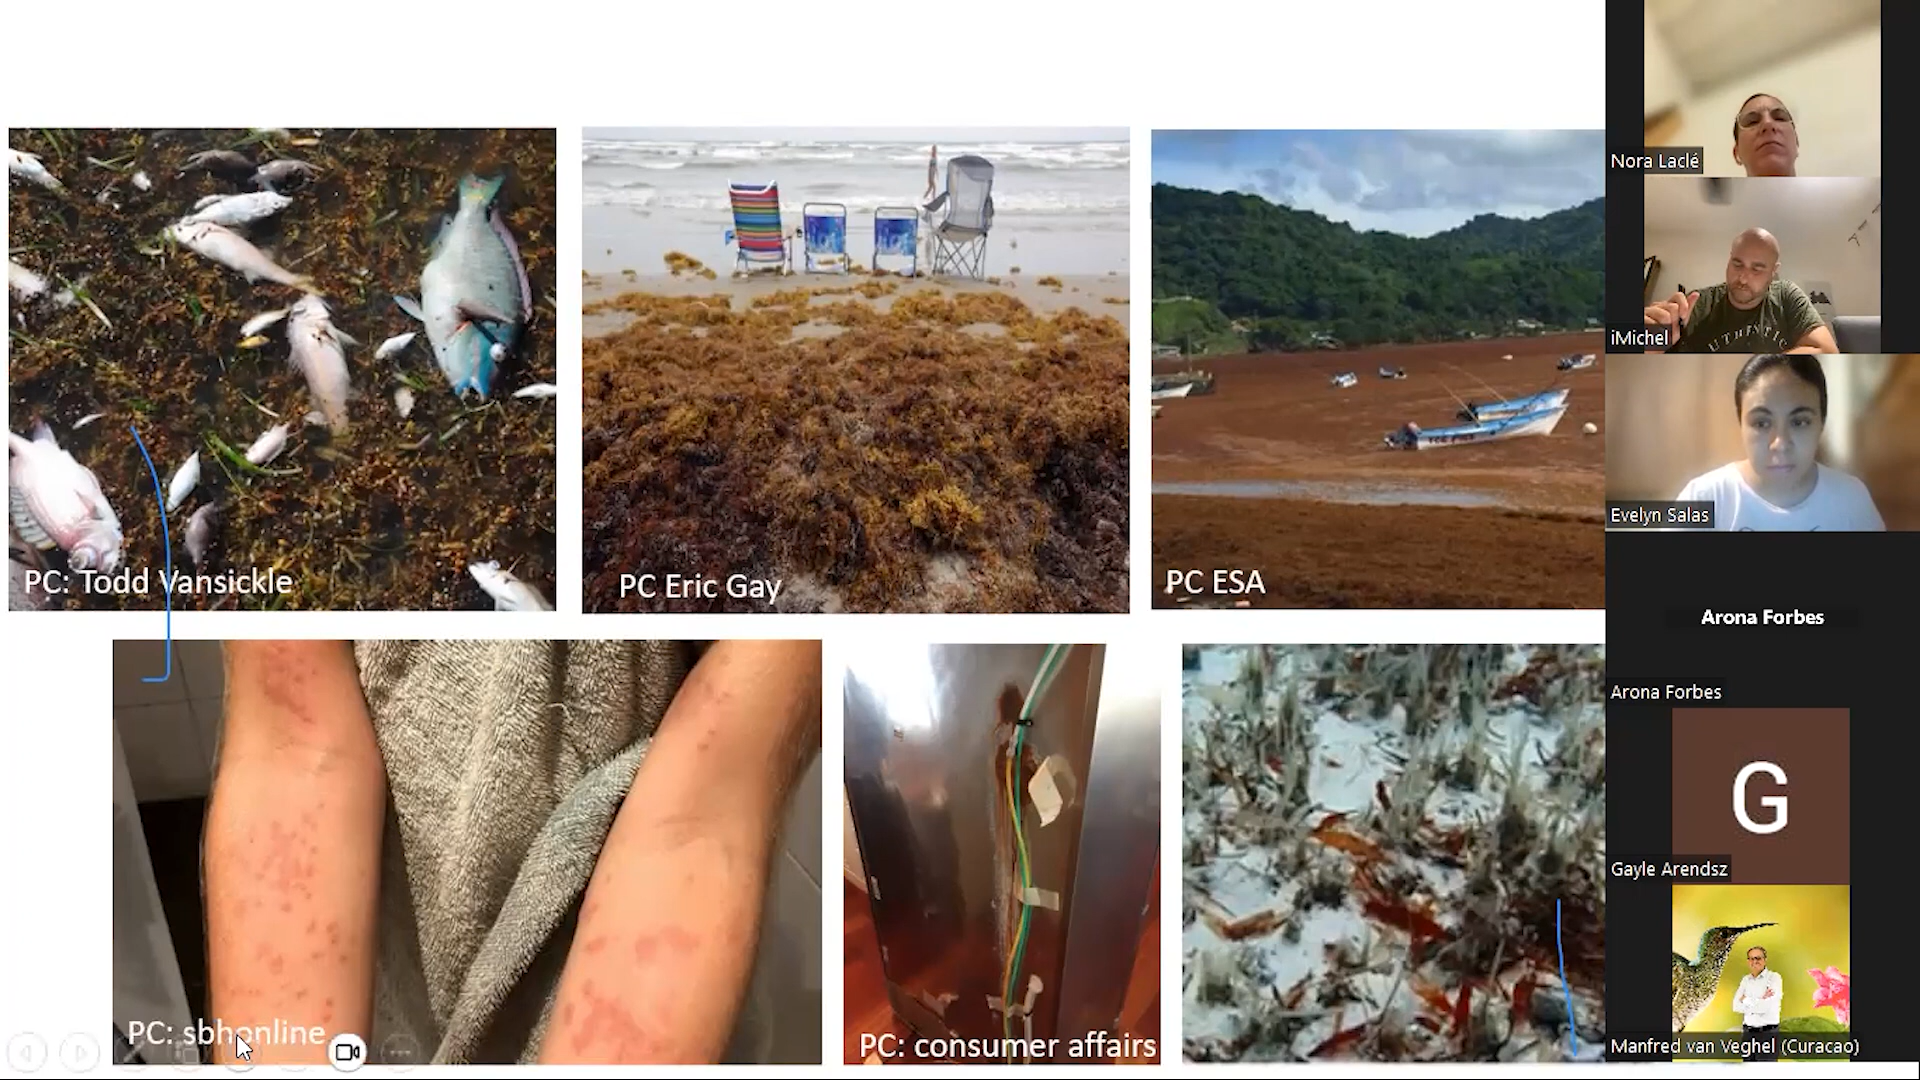 PC: Todd Vansickle
PC Eric Gay
PC ESA
PC: sbhonline
PC: consumer affairs
Nora Laclé
iMichel
UTHENTIC
Evelyn Salas
Arona Forbes
Arona Forbes
G
Gayle Arendsz
Manfred van Veghel (Curacao)